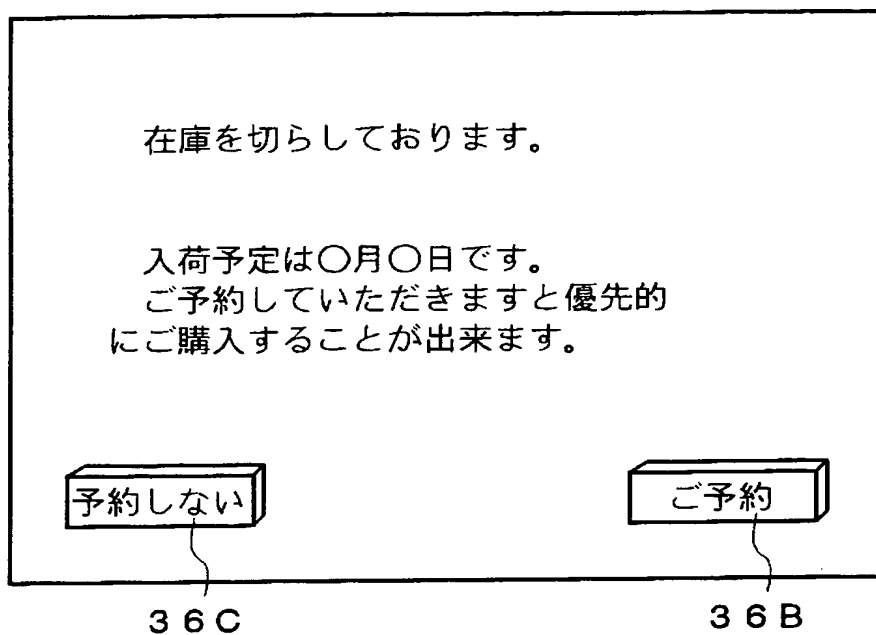 在庫を切らしております。
入荷予定は○月○日です。
ご予約していただきますと優先的
にご購入することが出来ます。
予約しない
ご予約
36C
36B